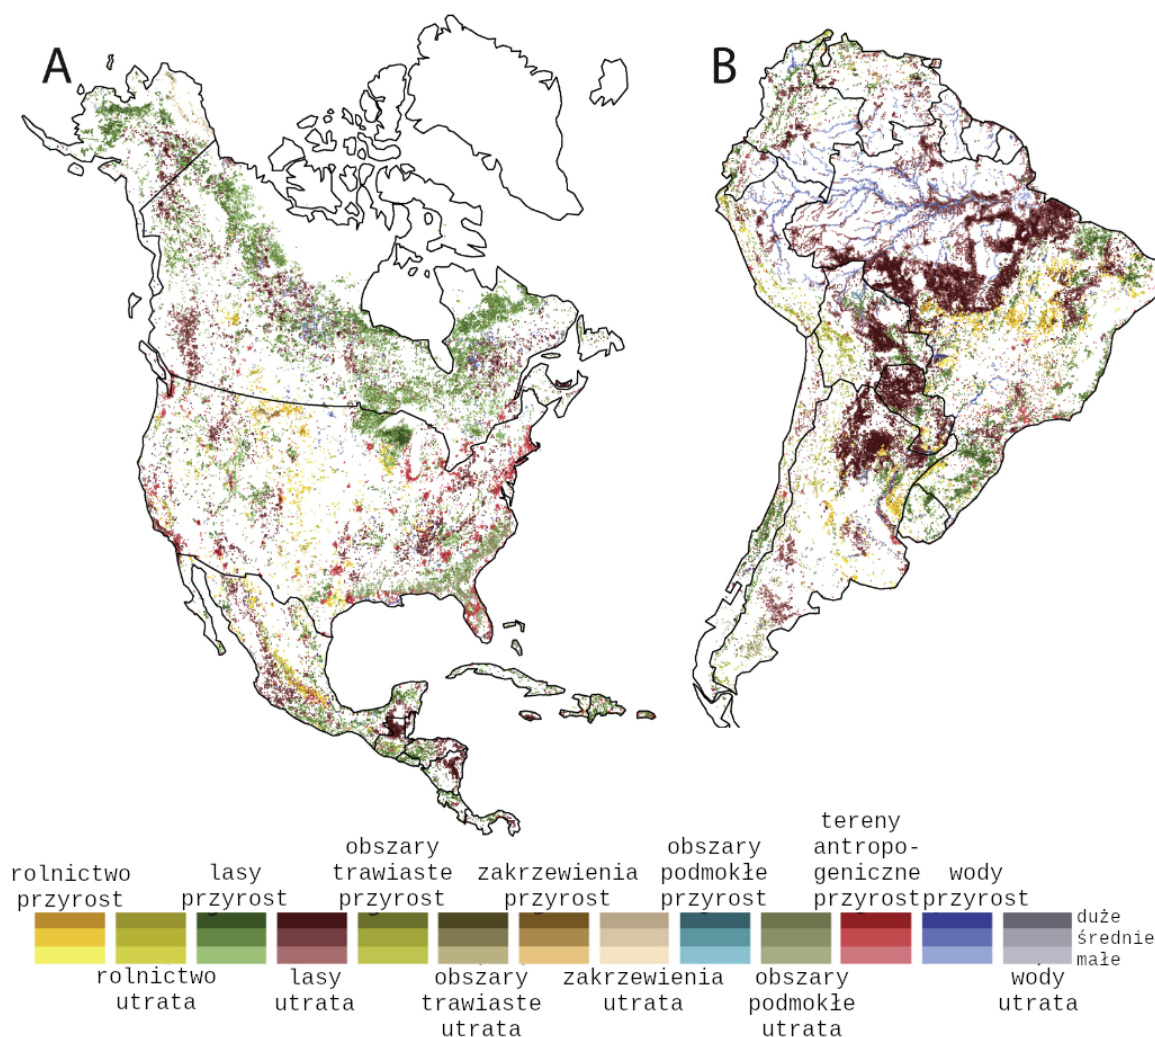 A
B
rolnictwo
przyrost
lasy
przyrost
obszary
trawiaste
przyrost
zakrzewienia
przyrost
obszary
podmokłe
przyrost
tereny
antropo-
geniczne
przyrost
wody
przyrost
duże
średnie
małe
rolnictwo
utrata
lasy
utrata
obszary
trawiaste
utrata
zakrzewienia
utrata
obszary
podmokłe
utrata
wody
utrata